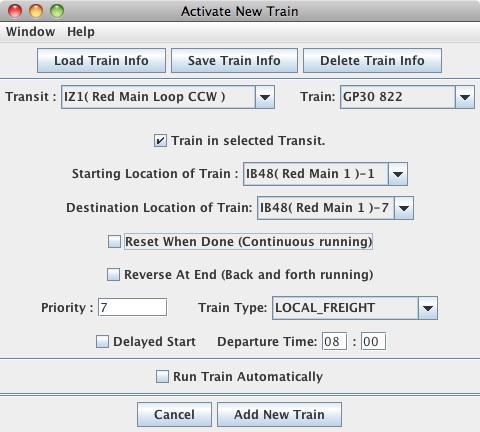 Activate New Train
Window Help
Load Train Info Save Train Info Delete Train Info
Transit : IZ1( Red Main Loop CCW ) Train: GP30 822
Train in selected Transit.
Starting Location of Train : IB48( Red Main 1 )-1
Destination Location of Train: IB48( Red Main 1 )-7
Reset When Done (Continuous running)
Reverse At End (Back and forth running)
Priority : 7 Train Type: LOCAL_FREIGHT
Delayed Start Departure Time: 08 : 00
Run Train Automatically
Cancel Add New Train